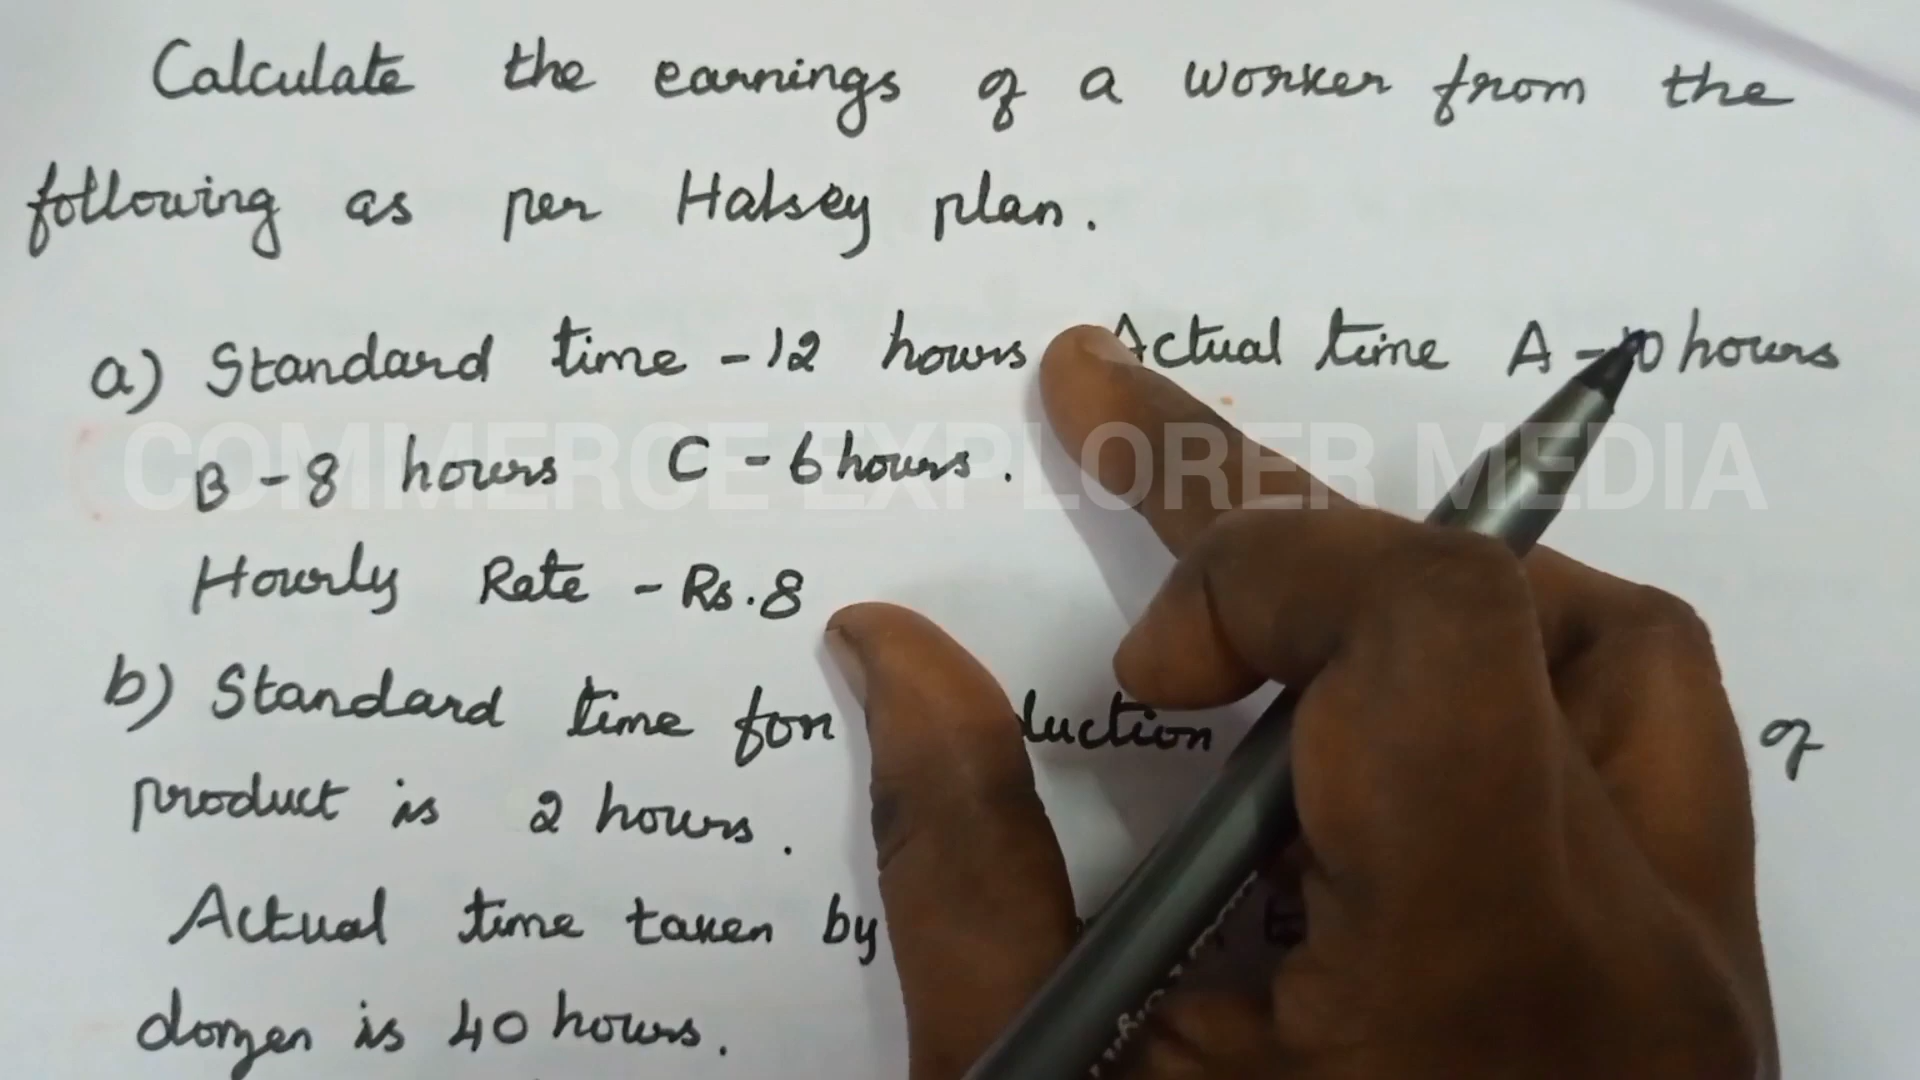 Calculate the earnings of a worker from the
following as per Halsey plan.
a) Standard time - 12 hours Actual time A - 10 hours
B - 8 hours C - 6 hours.
COMMERCE EXPLORER MEDIA
Hourly Rate - Rs. 8
b) Standard time for duction of
product is 2 hours.
Actual time taken by
dozen is 40 hours.